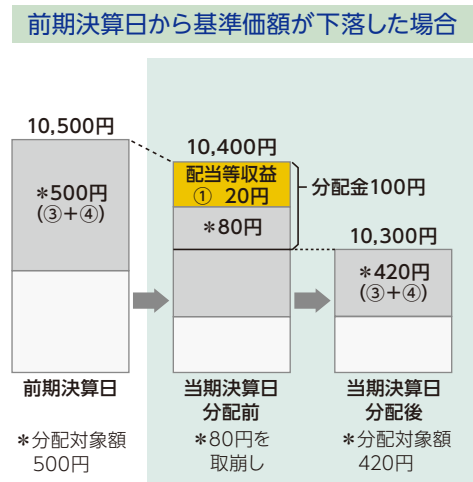 前期決算日から基準価額が下落した場合
10,500円
*500円
(③+④)
10,400円
配当等収益
① 20円
*80円
分配金100円
10,300円
*420円
(③+④)
前期決算日
*分配対象額
500円
当期決算日
分配前
*80円を
取崩し
当期決算日
分配後
*分配対象額
420円